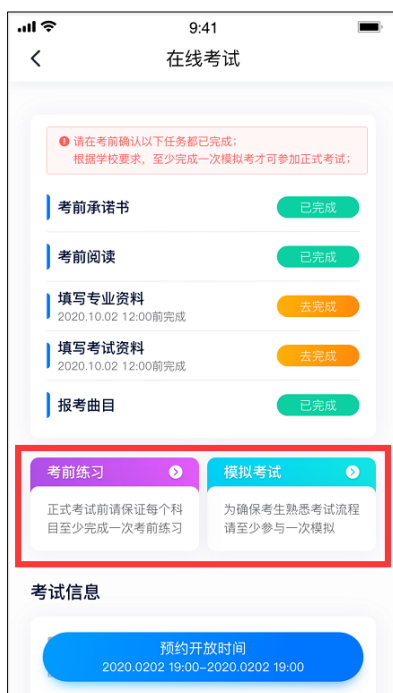 9:41
在线考试
请在考前确认以下任务都已完成;
根据学校要求，至少完成一次模拟考才可参加正式考试;
考前承诺书
已完成
考前阅读
已完成
填写专业资料
2020.10.02 12:00前完成
去完成
填写考试资料
2020.10.02 12:00前完成
去完成
报考曲目
已完成
考前练习
正式考试前请保证每个科
目至少完成一次考前练习
模拟考试
为确保考生熟悉考试流程
请至少参与一次模拟
考试信息
预约开放时间
2020.0202 19:00-2020.0202 19:00